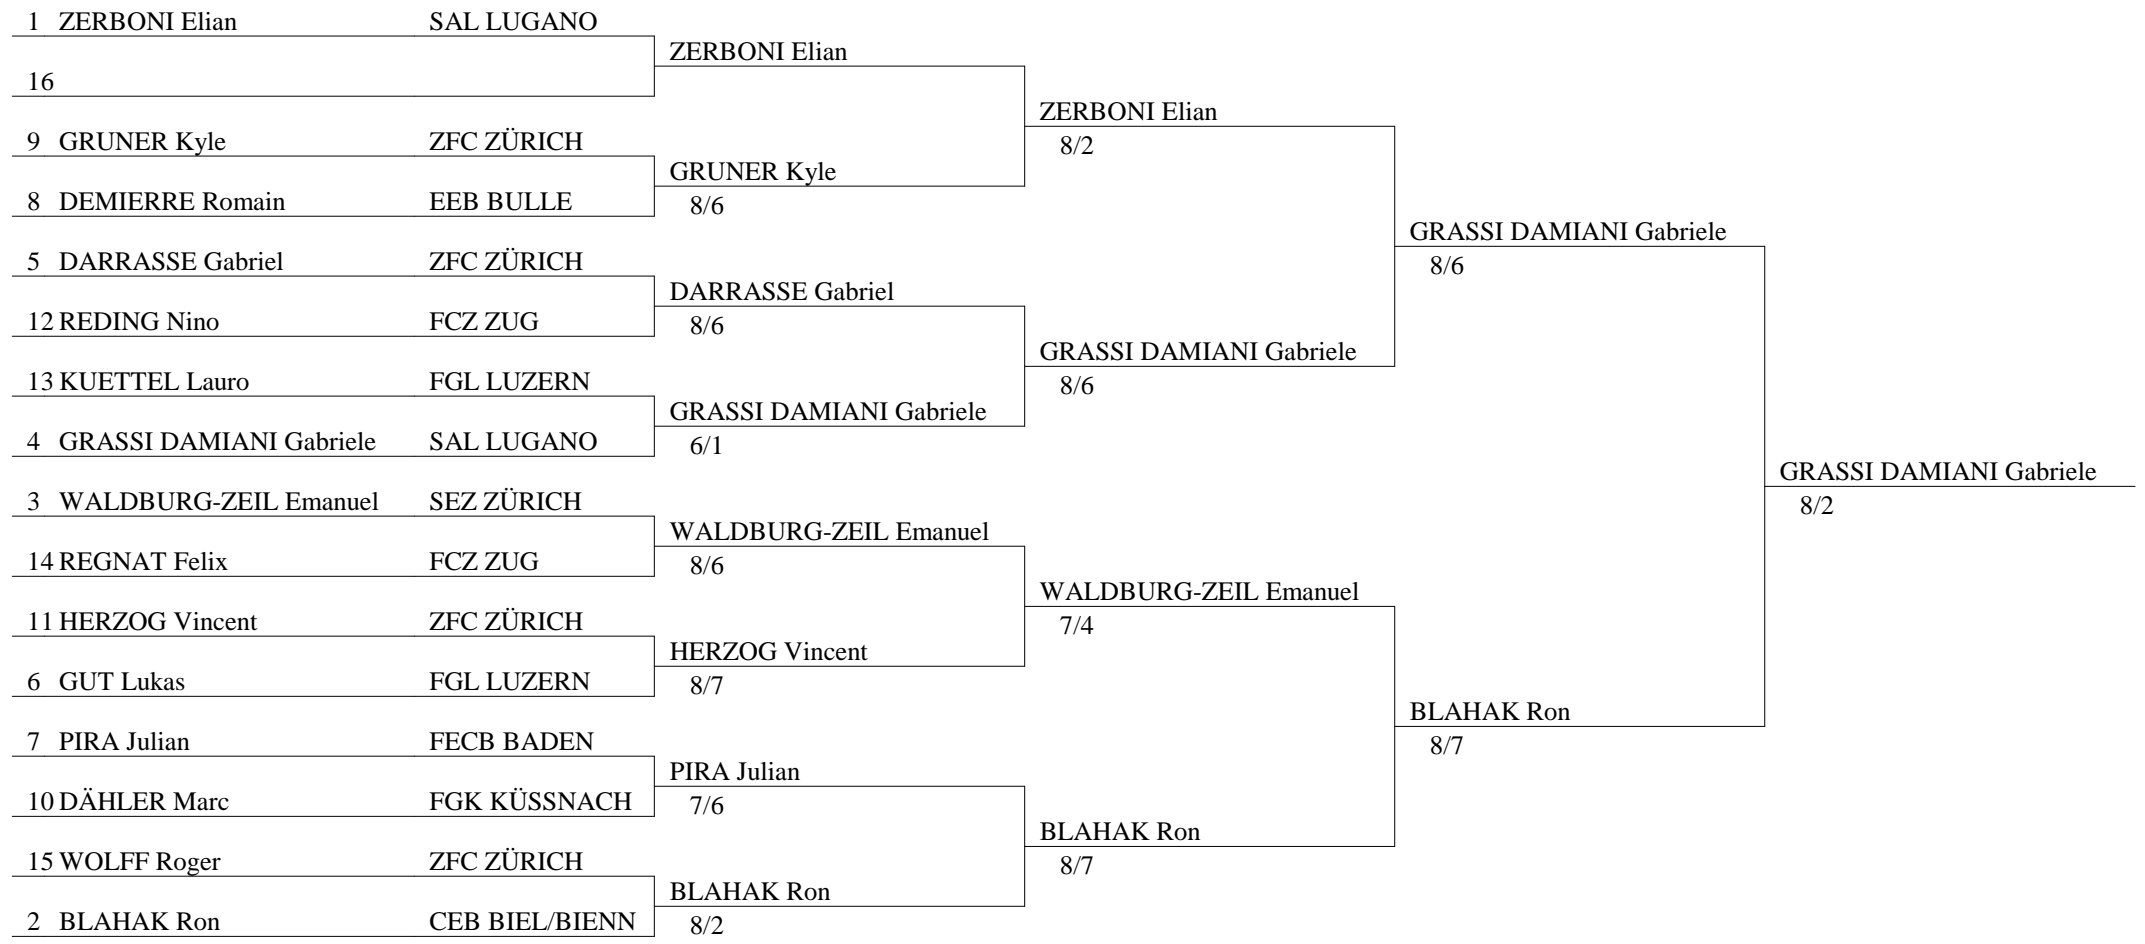 1 ZERBONI Elian SAL LUGANO
ZERBONI Elian
16
ZERBONI Elian
8/2
9 GRUNER Kyle ZFC ZÜRICH
GRUNER Kyle
8/6
8 DEMIERRE Romain EEB BULLE
GRASSI DAMIANI Gabriele
8/6
5 DARRASSE Gabriel ZFC ZÜRICH
DARRASSE Gabriel
8/6
12 REDING Nino FCZ ZUG
GRASSI DAMIANI Gabriele
8/6
13 KUETTEL Lauro FGL LUZERN
GRASSI DAMIANI Gabriele
6/1
4 GRASSI DAMIANI Gabriele SAL LUGANO
GRASSI DAMIANI Gabriele
8/2
3 WALDBURG-ZEIL Emanuel SEZ ZÜRICH
WALDBURG-ZEIL Emanuel
8/6
14 REGNAT Felix FCZ ZUG
WALDBURG-ZEIL Emanuel
7/4
11 HERZOG Vincent ZFC ZÜRICH
HERZOG Vincent
8/7
6 GUT Lukas FGL LUZERN
BLAHAK Ron
8/7
7 PIRA Julian FECB BADEN
PIRA Julian
7/6
10 DÄHLER Marc FGK KÜSSNACH
BLAHAK Ron
8/7
15 WOLFF Roger ZFC ZÜRICH
BLAHAK Ron
8/2
2 BLAHAK Ron CEB BIEL/BIENN